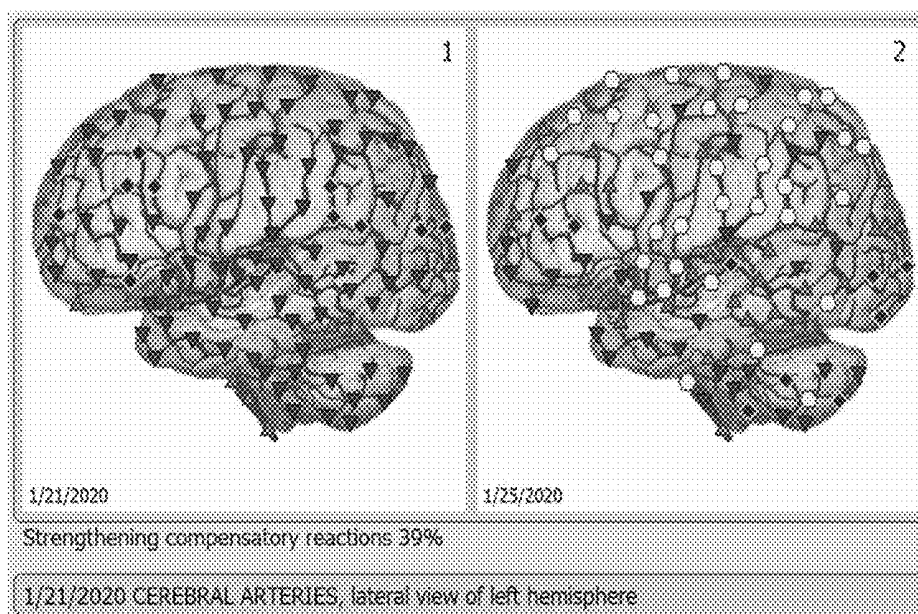 1
2
1/21/2020
1/25/2020
Strengthening compensatory reactions 39%
1/21/2020 CEREBRAL ARTERIES, lateral view of left hemisphere